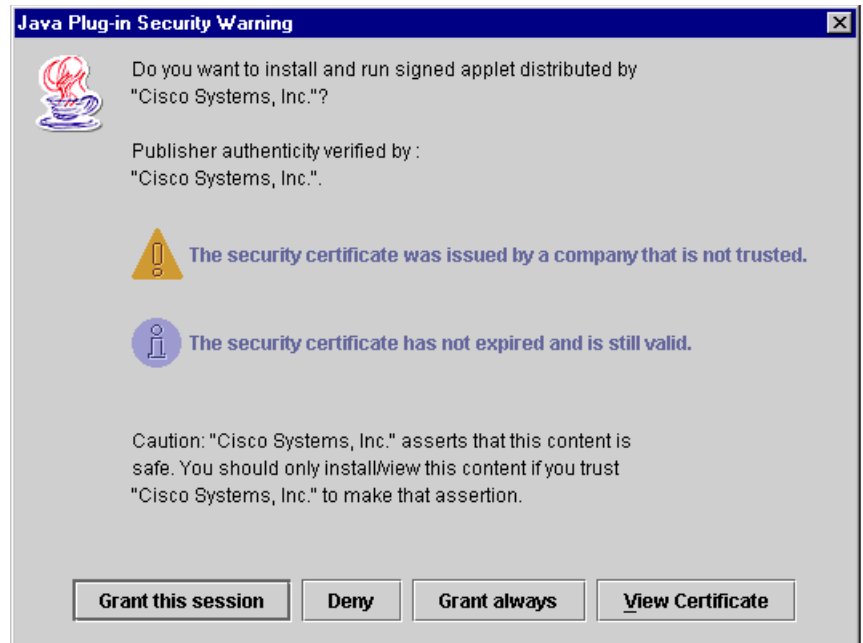 Java Plug-in Security Warning
Do you want to install and run signed applet distributed by
"Cisco Systems, Inc."?
Publisher authenticity verified by :
"Cisco Systems, Inc.".
The security certificate was issued by a company that is not trusted.
The security certificate has not expired and is still valid.
Caution: "Cisco Systems, Inc." asserts that this content is
safe. You should only install/view this content if you trust
"Cisco Systems, Inc." to make that assertion.
Grant this session Deny Grant always View Certificate